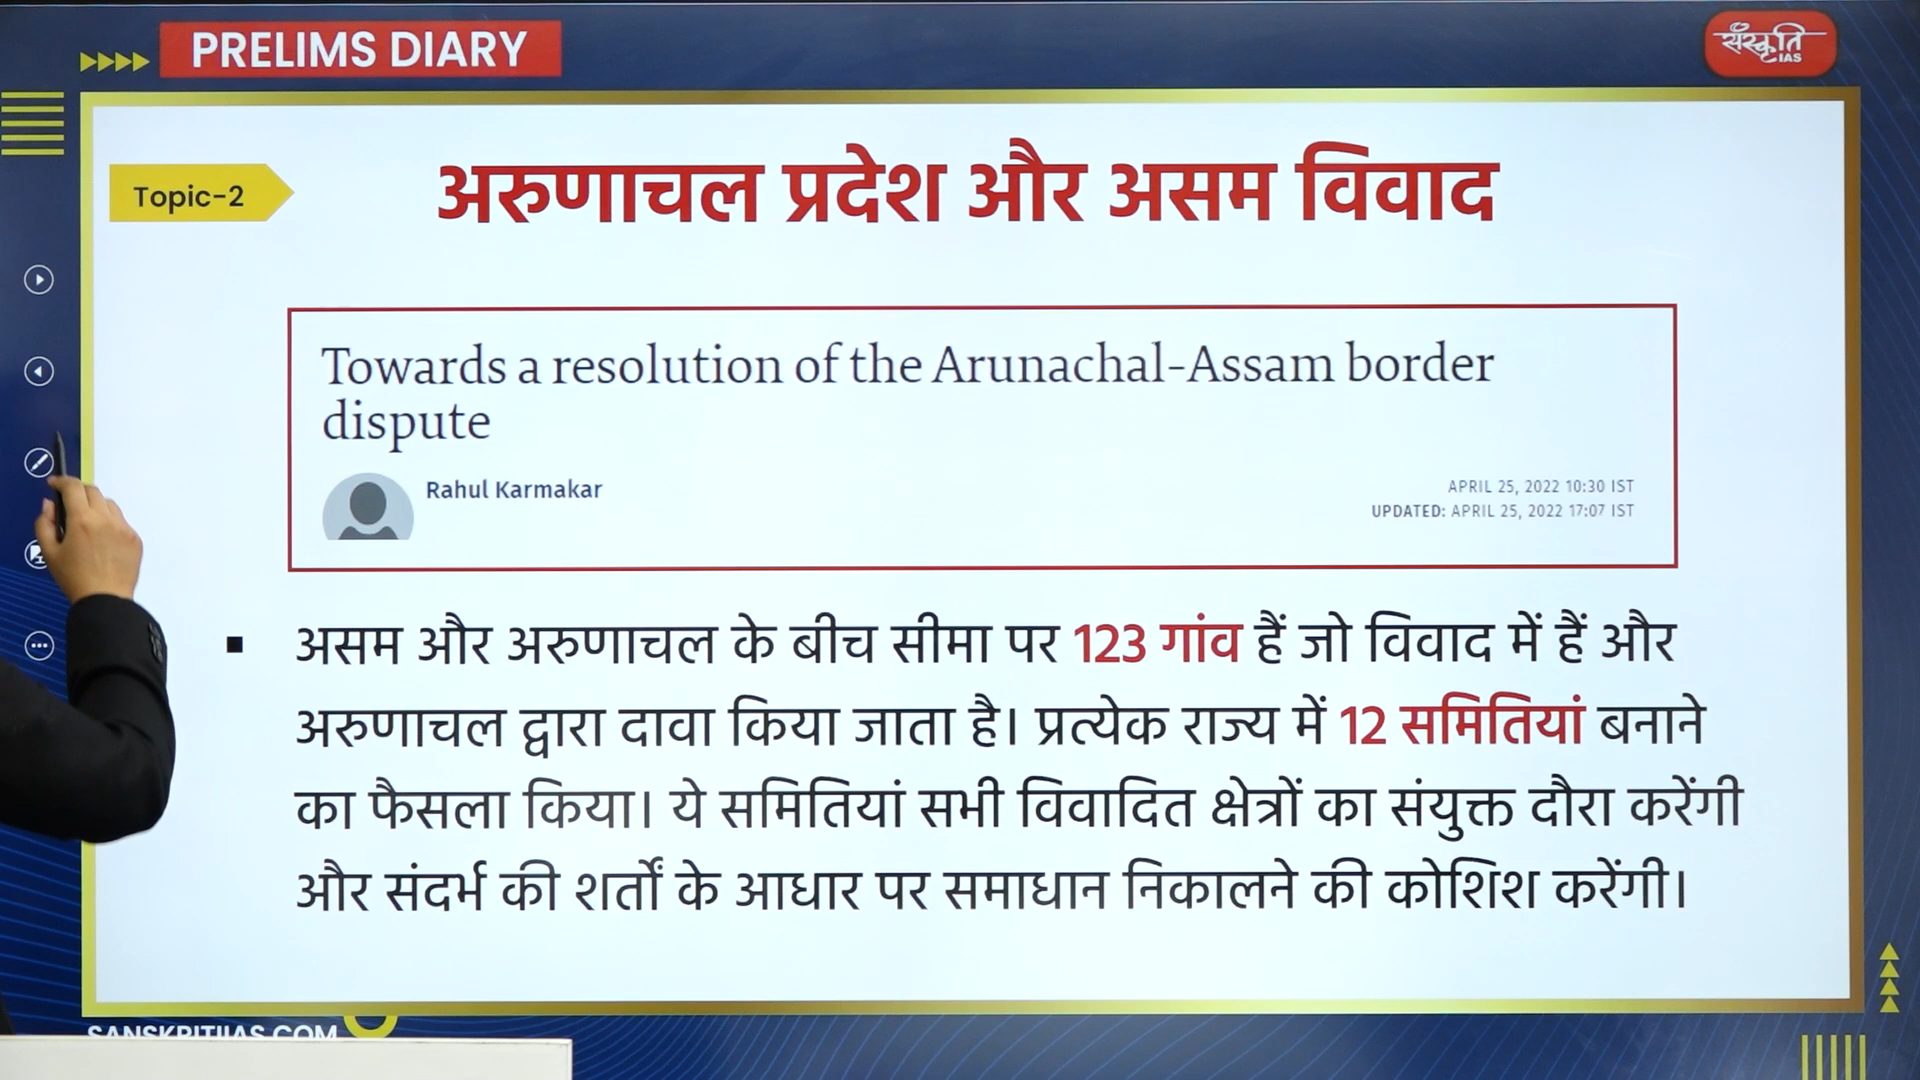 PRELIMS DIARY
संस्कृति
IAS
Topic-2
अरुणाचल प्रदेश और असम विवाद
Towards a resolution of the Arunachal-Assam border
dispute
Rahul Karmakar
APRIL 25, 2022 10:30 IST
UPDATED: APRIL 25, 2022 17:07 IST
▪ असम और अरुणाचल के बीच सीमा पर 123 गांव हैं जो विवाद में हैं और
अरुणाचल द्वारा दावा किया जाता है। प्रत्येक राज्य में 12 समितियां बनाने
का फैसला किया। ये समितियां सभी विवादित क्षेत्रों का संयुक्त दौरा करेंगी
और संदर्भ की शर्तों के आधार पर समाधान निकालने की कोशिश करेंगी।
SANSKRITIIAS.COM